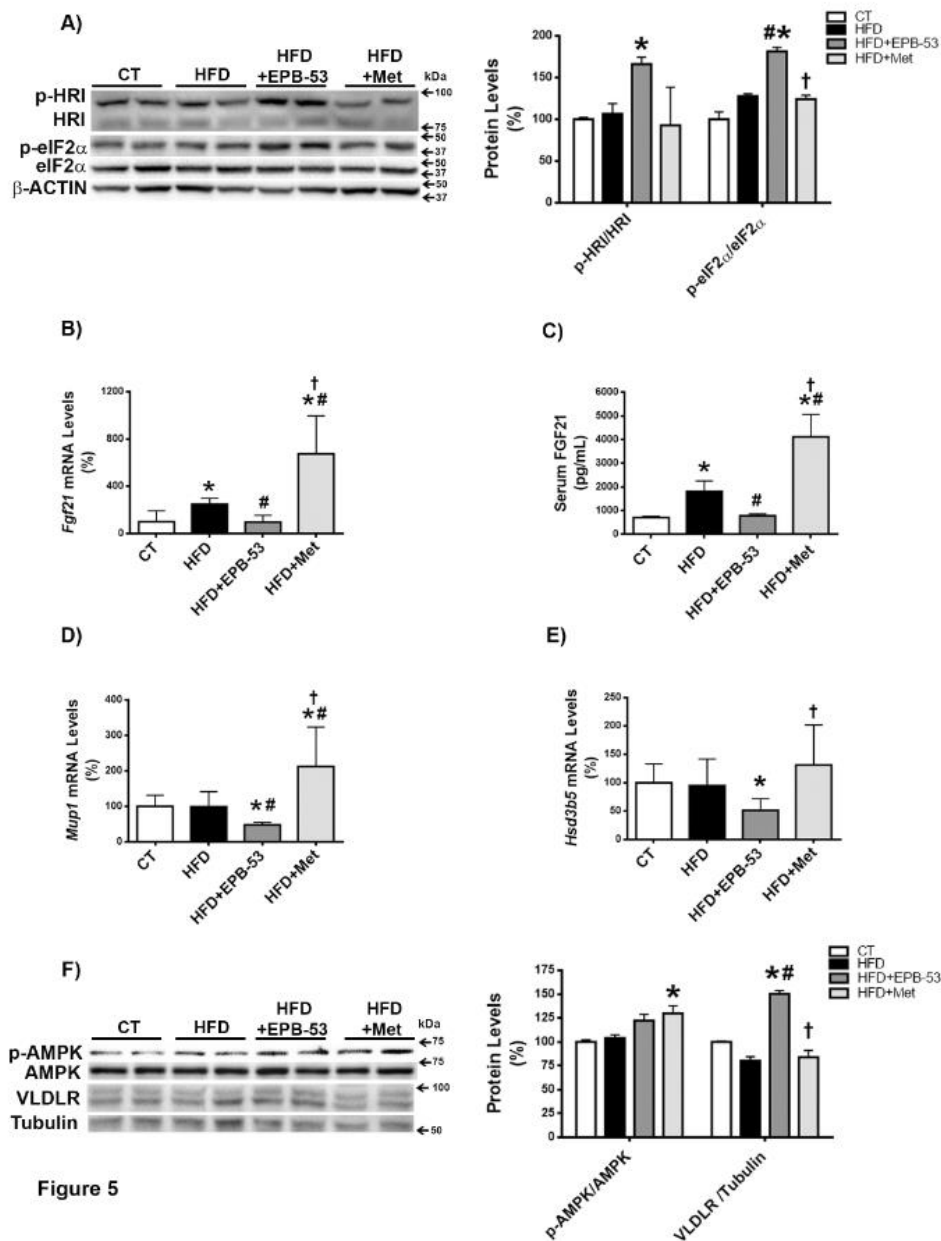 A)
CT HFD HFD +EPB-53 HFD +Met kDa
p-HRI
HRI
p-eIF2α
eIF2α
β-ACTIN
←100
←75
←50
←37
←50
←37
←50
←37
Protein Levels
(%)
200
150
100
50
0
*
#*
†
p-HRI/HRI
p-eIF2α/eIF2α
CT
HFD
HFD+EPB-53
HFD+Met
B)
Fgf21 mRNA Levels
(%)
1200
800
400
0
*
#
†
*#
CT
HFD
HFD+EPB-53
HFD+Met
C)
Serum FGF21
(pg/mL)
6000
5000
4000
3000
2000
1000
0
*
#
†
*#
CT
HFD
HFD+EPB-53
HFD+Met
D)
Mup1 mRNA Levels
(%)
400
300
200
100
0
*#
†
*#
CT
HFD
HFD+EPB-53
HFD+Met
E)
Hsd3b5 mRNA Levels
(%)
250
200
150
100
50
0
*
†
CT
HFD
HFD+EPB-53
HFD+Met
F)
CT HFD HFD +EPB-53 HFD +Met kDa
p-AMPK
AMPK
VLDLR
Tubulin
←75
←75
←100
←50
Protein Levels
(%)
175
150
125
100
75
50
25
0
*
*#
†
p-AMPK/AMPK
VLDLR /Tubulin
CT
HFD
HFD+EPB-53
HFD+Met
Figure 5